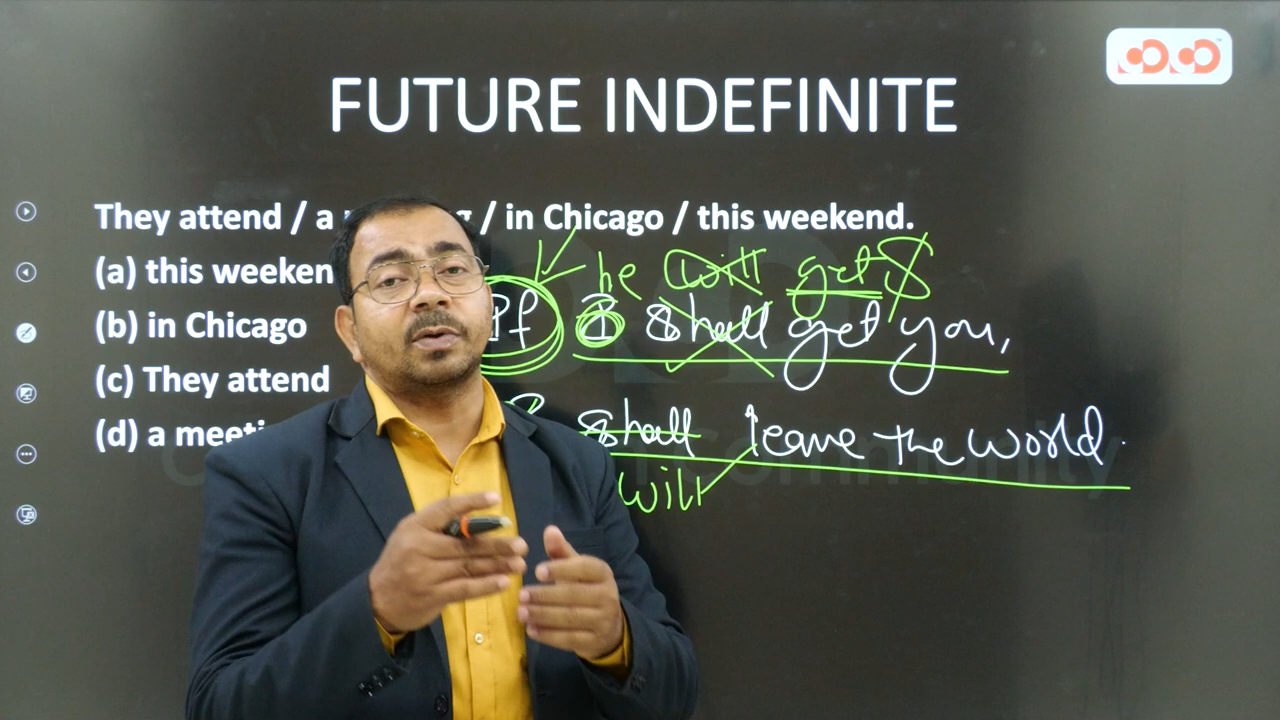 FUTURE INDEFINITE
They attend / a / in Chicago / this weekend.
(a) this weeken
he will get
(b) in Chicago
If I shall get you,
(c) They attend
(d) a meeti
shall leave the world.
will